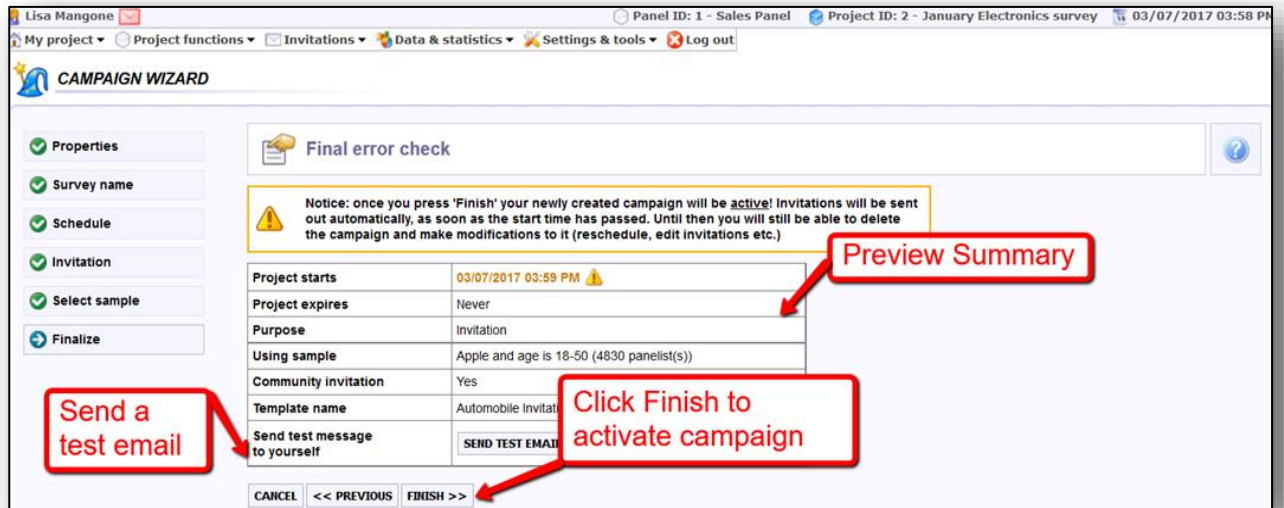 Lisa Mangone Panel ID: 1 - Sales Panel Project ID: 2 - January Electronics survey 03/07/2017 03:58 PM
My project Project functions Invitations Data & statistics Settings & tools Log out
CAMPAIGN WIZARD
Properties
Survey name
Schedule
Invitation
Select sample
Finalize
Final error check
Notice: once you press 'Finish' your newly created campaign will be active! Invitations will be sent
out automatically, as soon as the start time has passed. Until then you will still be able to delete
the campaign and make modifications to it (reschedule, edit invitations etc.)
Preview Summary
Project starts 03/07/2017 03:59 PM
Project expires Never
Purpose Invitation
Using sample Apple and age is 18-50 (4830 panelist(s))
Community invitation Yes
Template name Automobile
Send test message
to yourself
SEND TEST
Send a
test email
Click Finish to
activate campaign
CANCEL << PREVIOUS FINISH >>